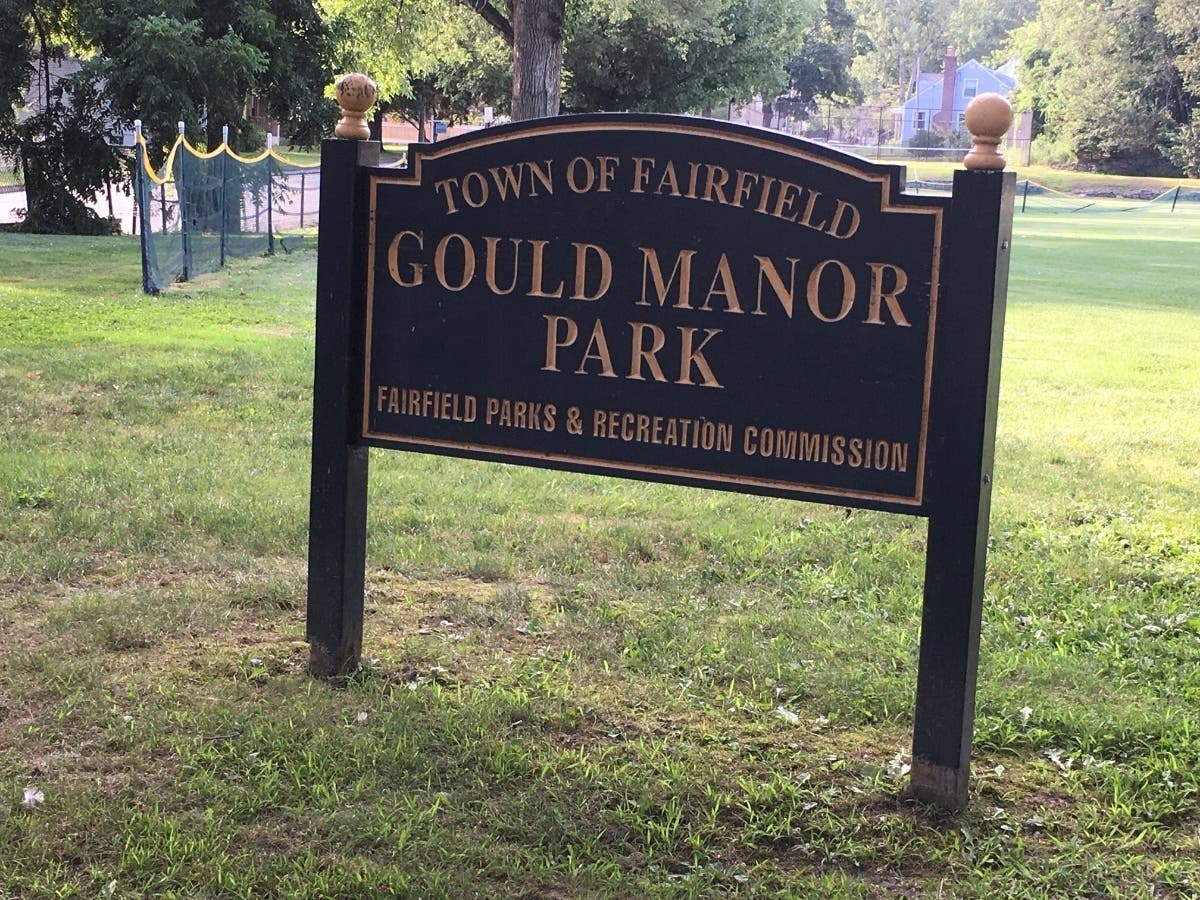 TOWN OF FAIRFIELD
GOULD MANOR
PARK
FAIRFIELD PARKS & RECREATION COMMISSION